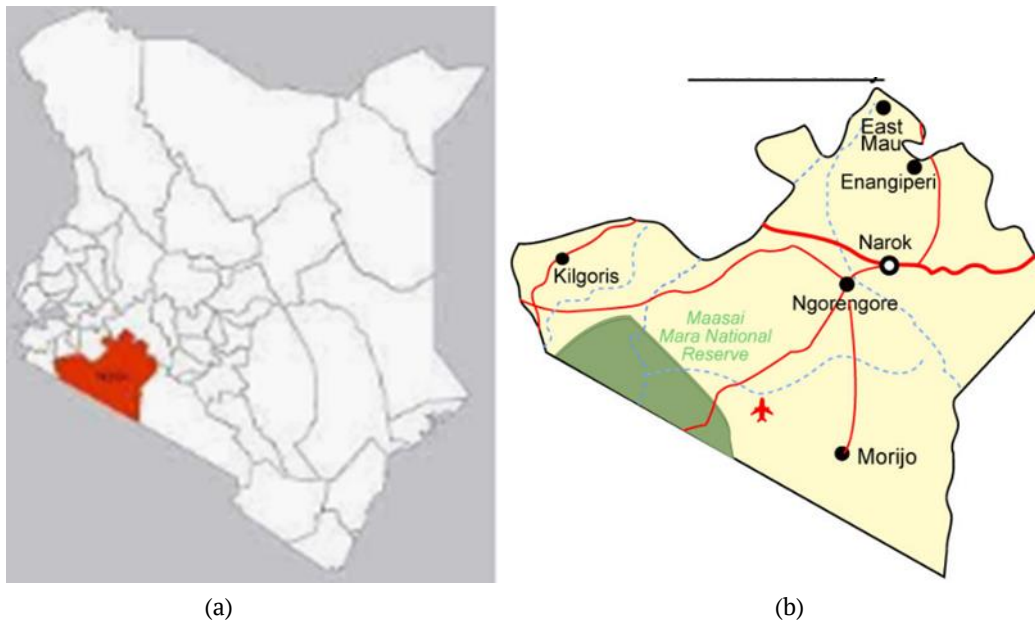 East
Mau
Enangiperi
Narok
Kilgoris
Ngorengore
Maasai
Mara National
Reserve
Morijo
(a)
(b)